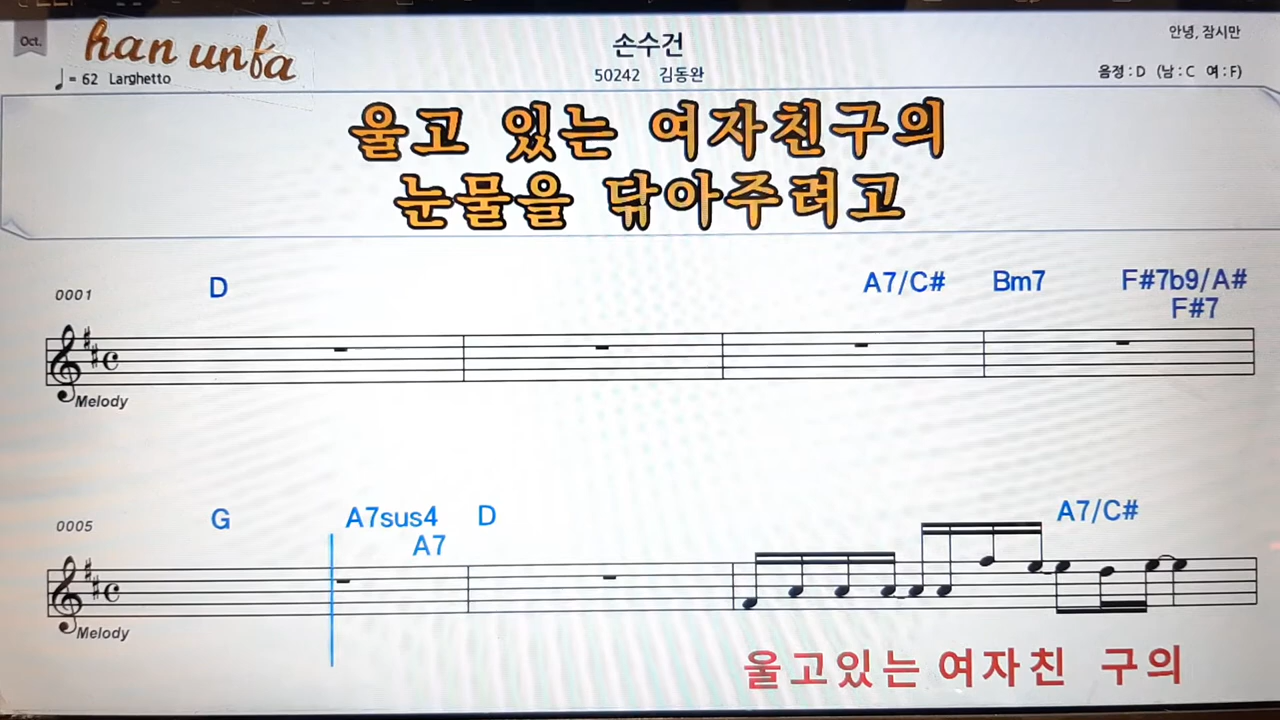 Oct.
han unfa
= 62 Larghetto
손수건
50242 김동완
안녕, 잠시만
음정 : D (남 : C 여 : F)
울고 있는 여자친구의
눈물을 닦아주려고
0001
D A7/C# Bm7 F#7b9/A#
F#7
Melody
0005
G A7sus4 D A7/C#
A7
Melody
울고있는 여자친 구의